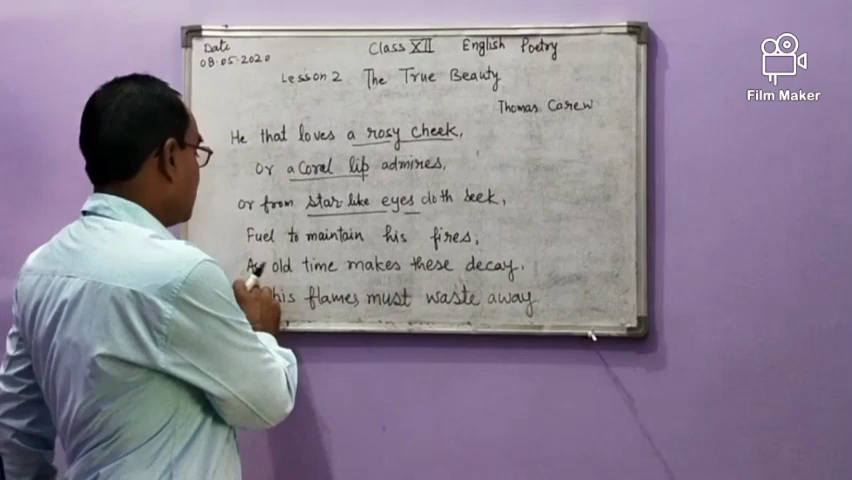 Date
08.05.2020
Class XII English Poetry
Lesson 2 The True Beauty
Thomas Carew
He that loves a rosy cheek,
Or a coral lip admires,
Or from star-like eyes doth seek,
Fuel to maintain his fires;
old time makes these decay.
his flames must waste away
Film Maker